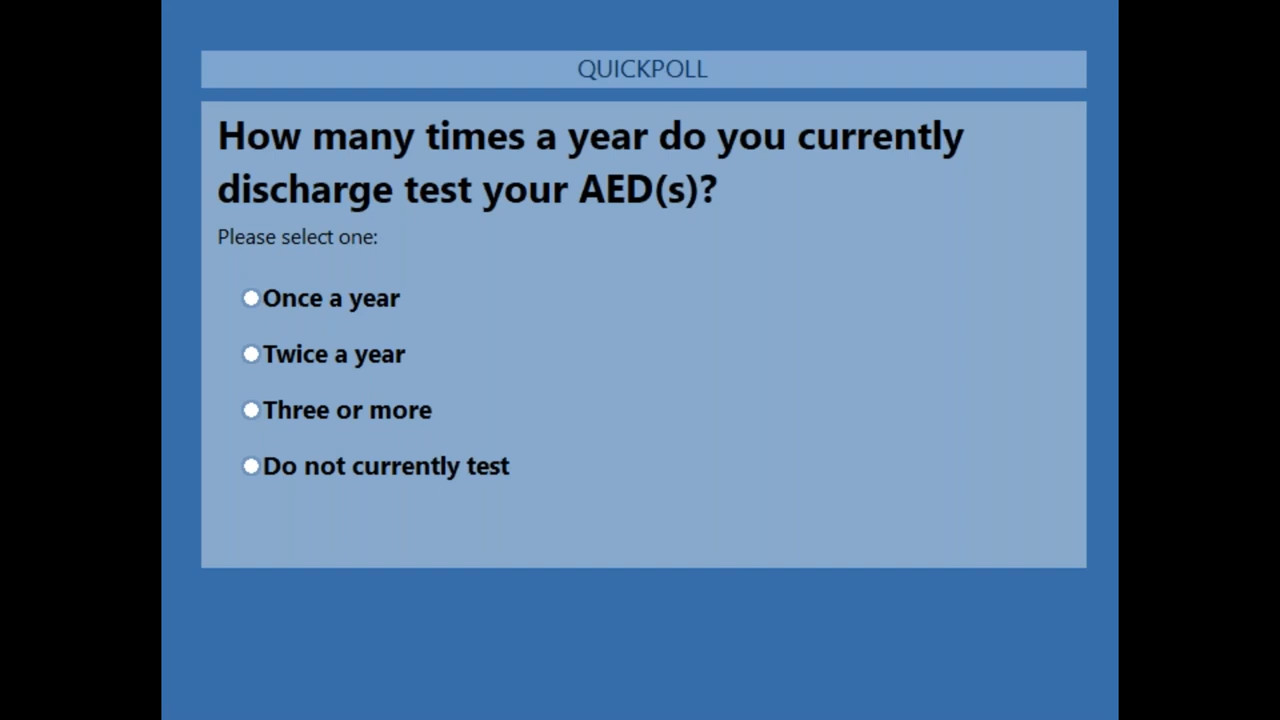 QUICKPOLL
How many times a year do you currently
discharge test your AED(s)?
Please select one:
Once a year
Twice a year
Three or more
Do not currently test